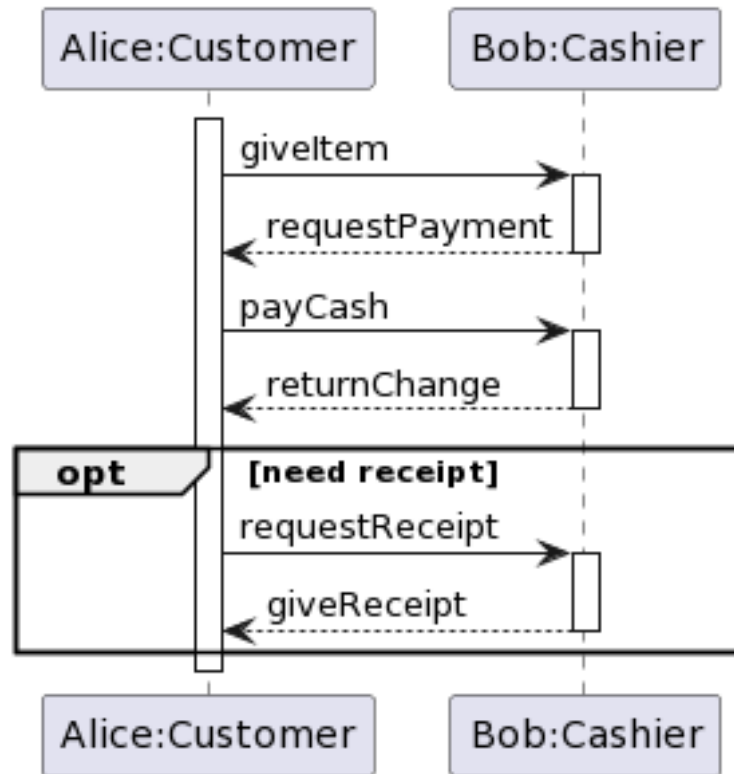 Alice:Customer Bob:Cashier
giveItem
requestPayment
payCash
returnChange
opt [need receipt]
requestReceipt
giveReceipt
Alice:Customer Bob:Cashier